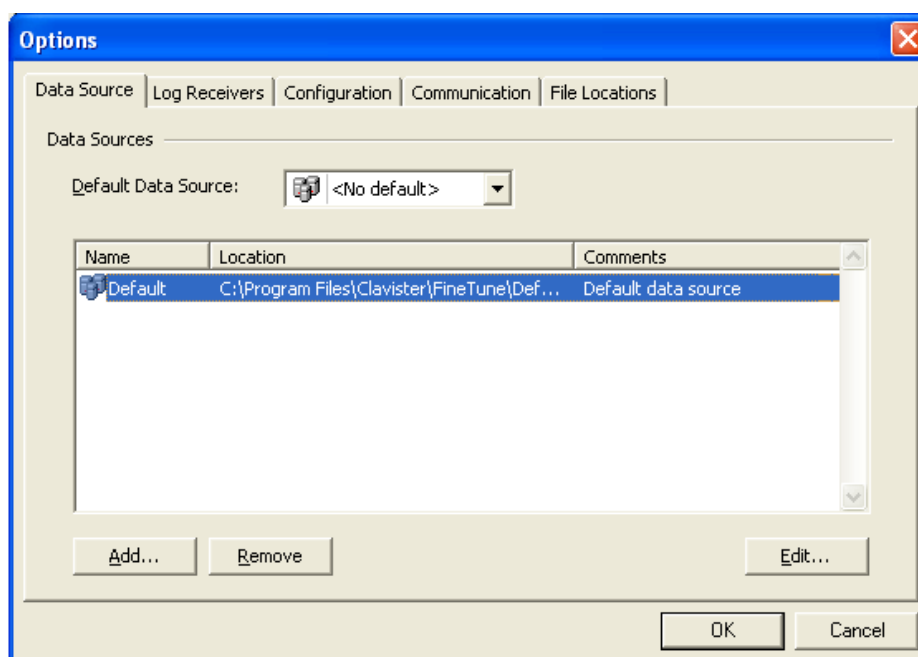 Options
Data Source Log Receivers Configuration Communication File Locations
Data Sources
Default Data Source: <No default>
Name Location Comments
Default C:\Program Files\Clavister\FineTune\Def... Default data source
Add... Remove Edit...
OK Cancel